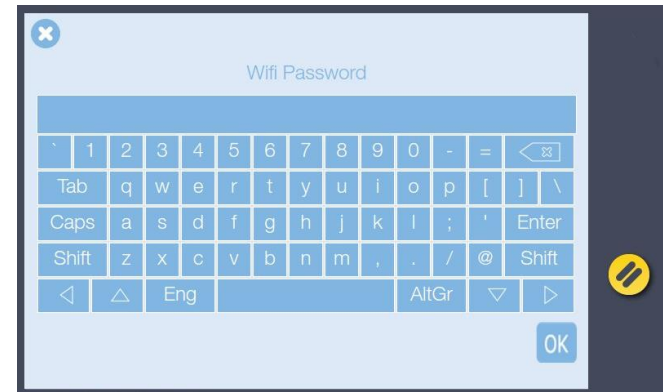 Wifi Password
` 1 2 3 4 5 6 7 8 9 0 - =
Tab q w e r t y u i o p [ ] \
Caps a s d f g h j k l ; ' Enter
Shift z x c v b n m , . / @ Shift
Eng AltGr
OK